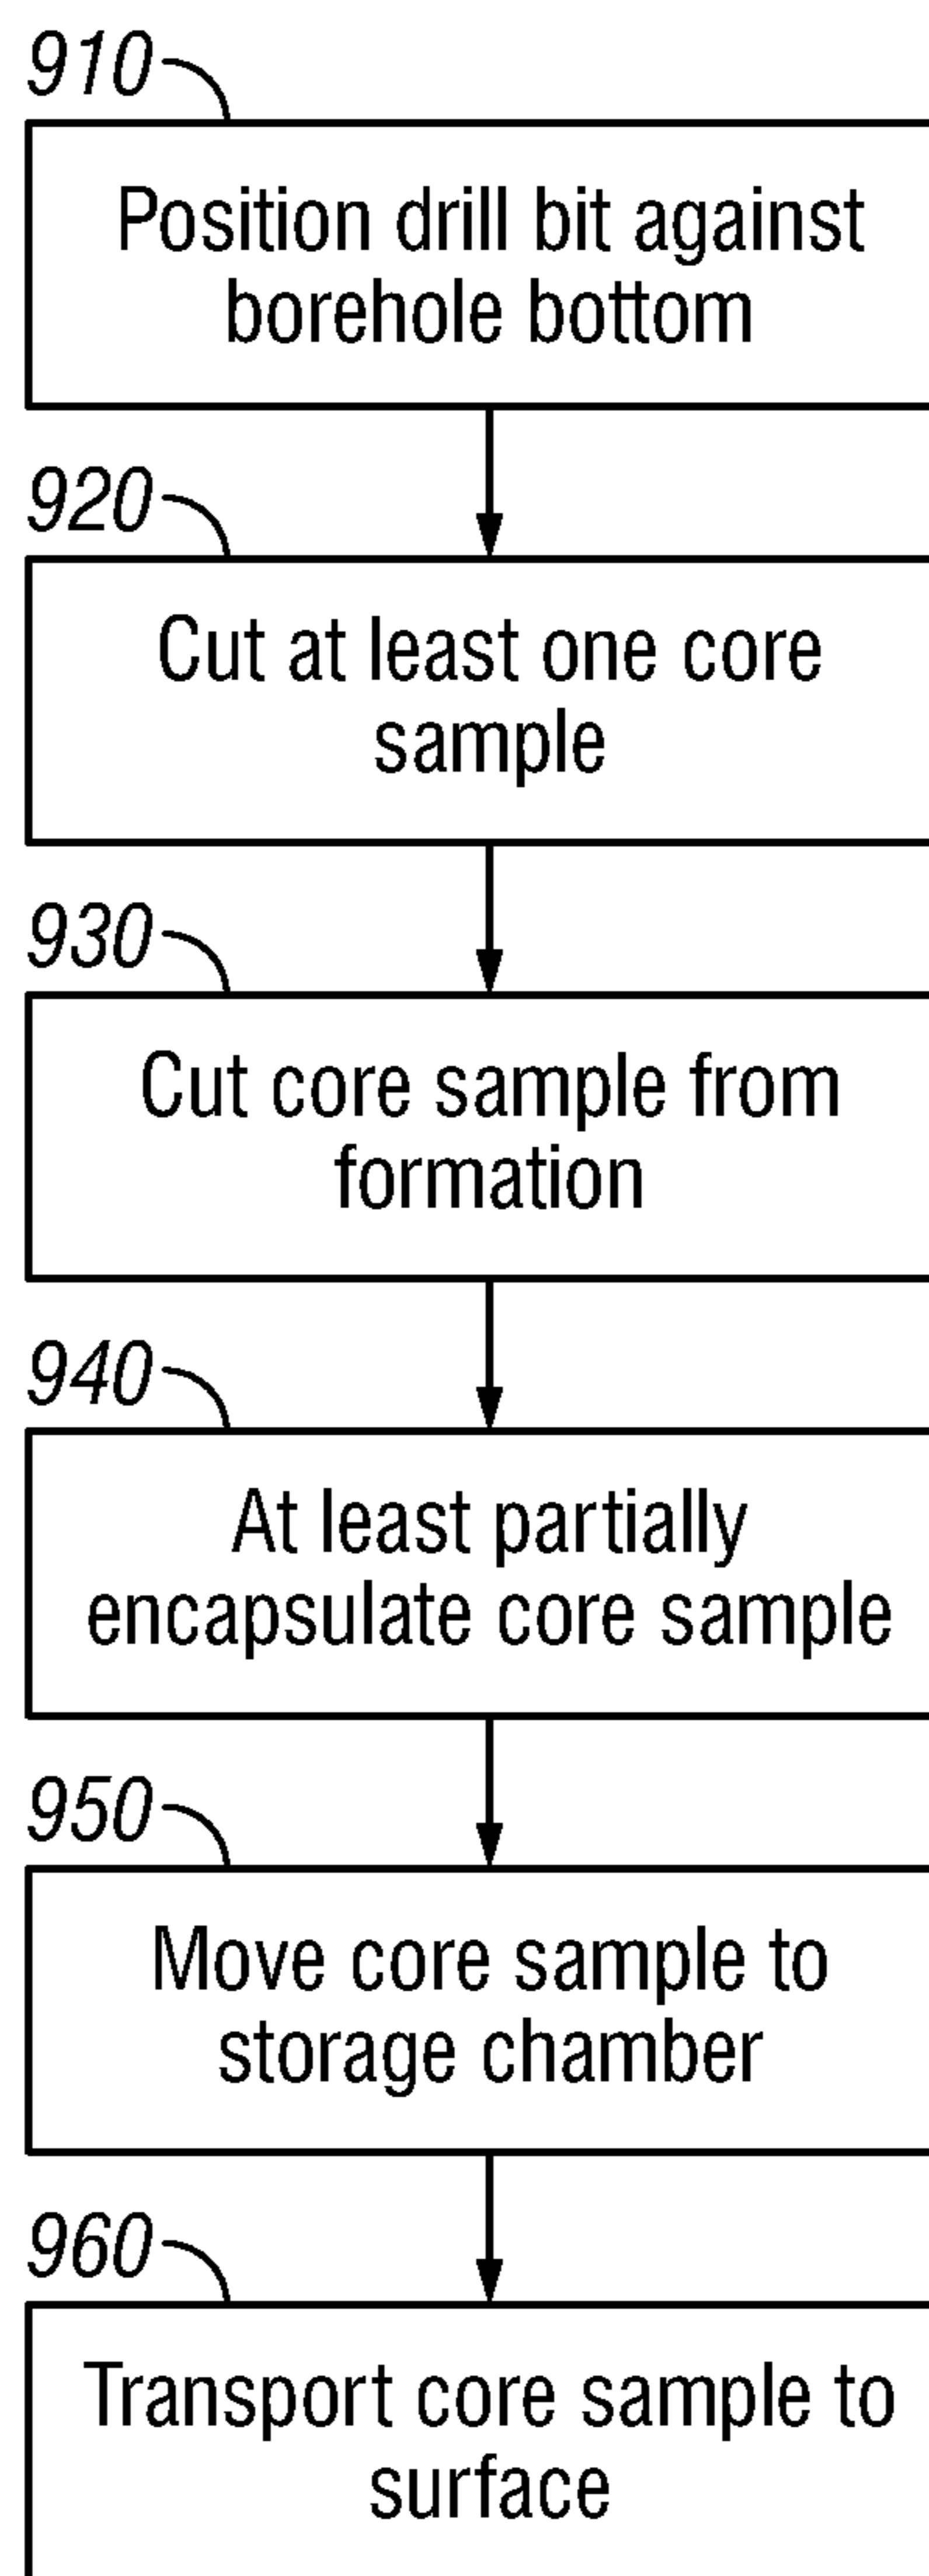 910
Position drill bit against
borehole bottom
920
Cut at least one core
sample
930
Cut core sample from
formation
940
At least partially
encapsulate core sample
950
Move core sample to
storage chamber
960
Transport core sample to
surface